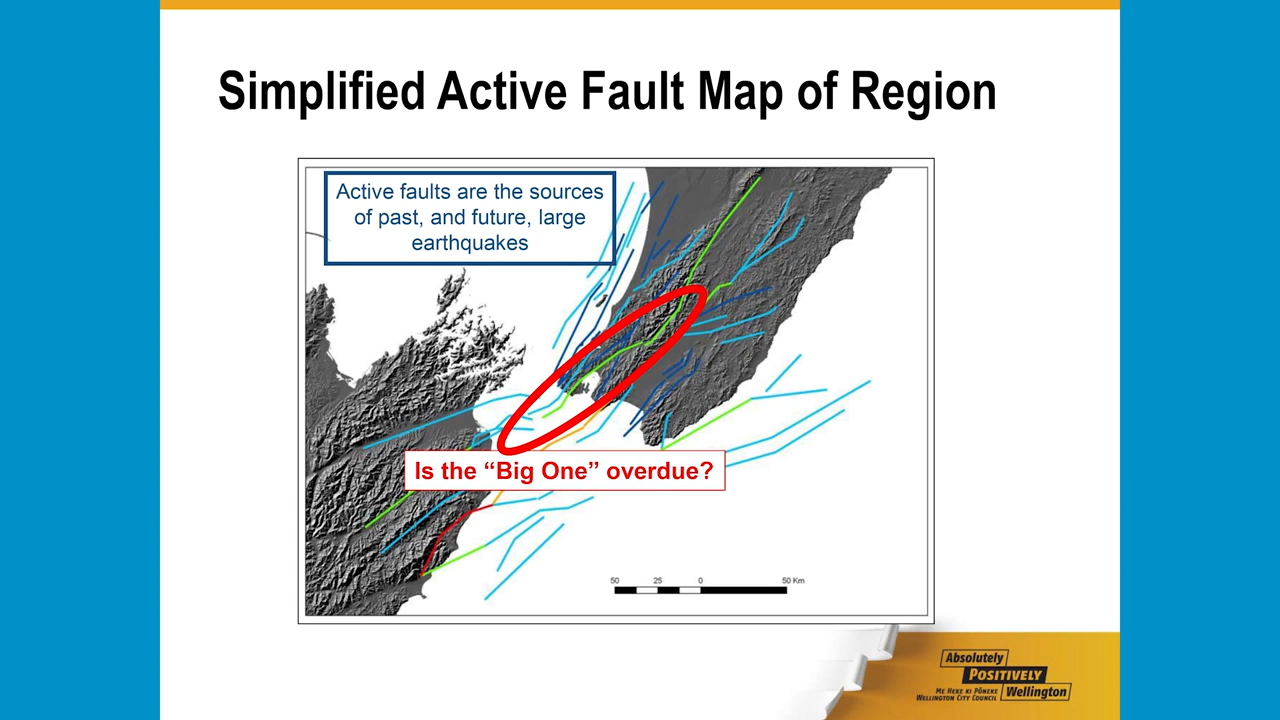 Simplified Active Fault Map of Region
Active faults are the sources
of past, and future, large
earthquakes
Is the “Big One” overdue?
50 25 0 50 Km
Absolutely
POSITIVELY
ME HEKE KI PŌNEKE
WELLINGTON CITY COUNCIL
Wellington